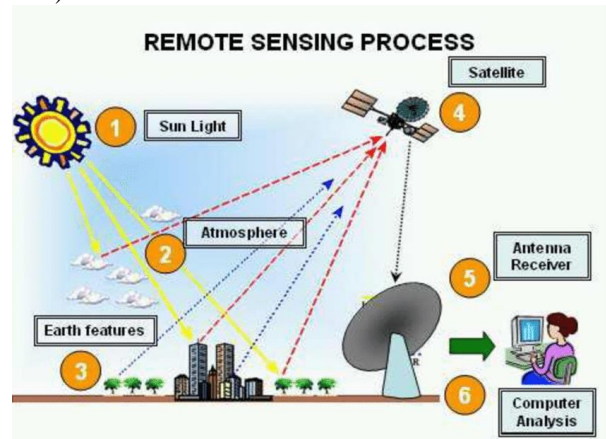 REMOTE SENSING PROCESS
Satellite
4
1
Sun Light
2
Atmosphere
Antenna
Receiver
5
Earth features
3
R
6
Computer
Analysis